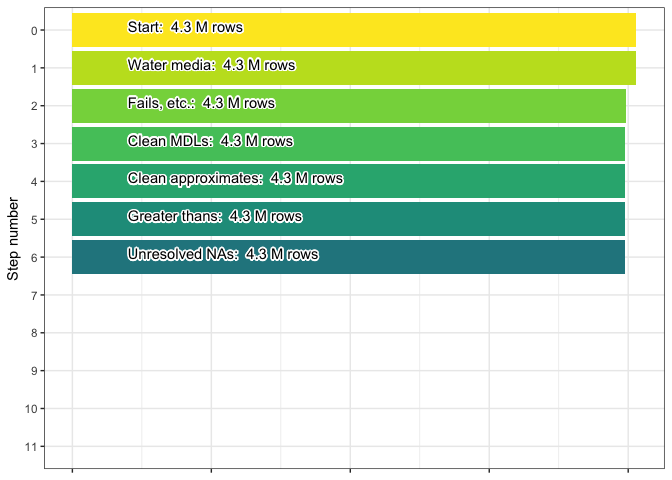 Step number
0
Start:  4.3 M rows
1
Water media:  4.3 M rows
2
Fails, etc.:  4.3 M rows
3
Clean MDLs:  4.3 M rows
4
Clean approximates:  4.3 M rows
5
Greater thans:  4.3 M rows
6
Unresolved NAs:  4.3 M rows
7
8
9
10
11